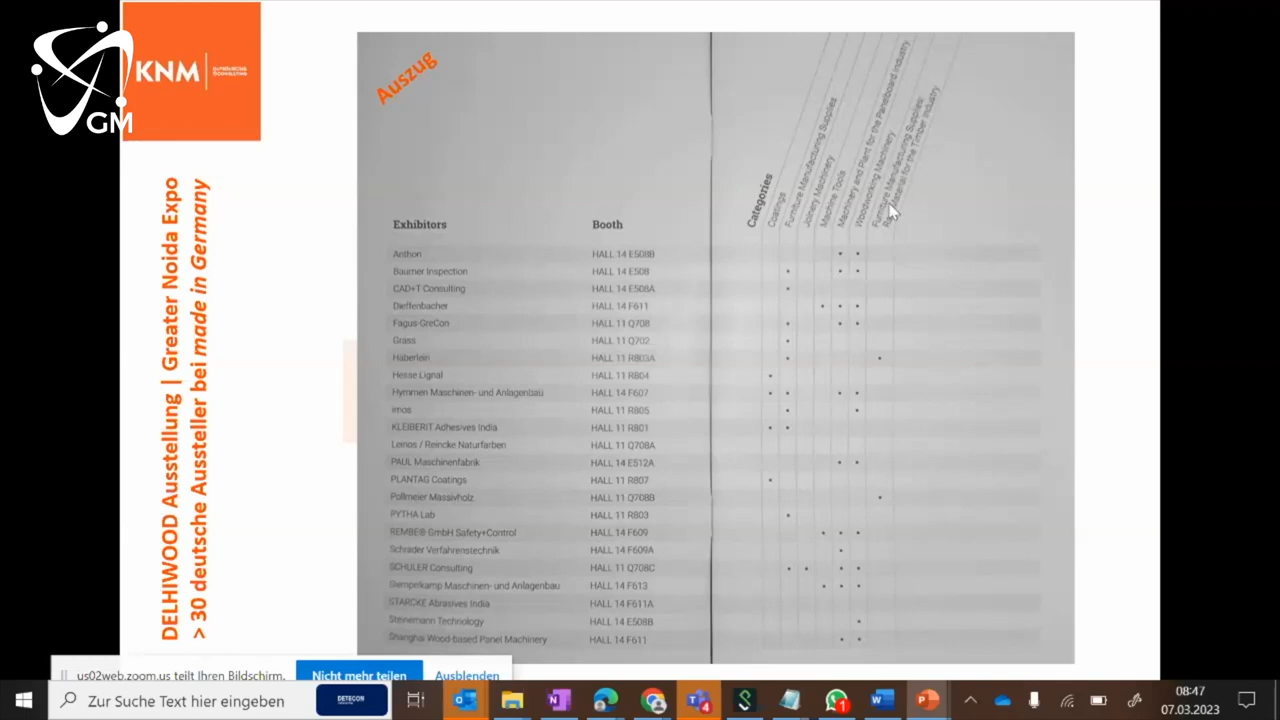 GM
KNM
DELHIWOOD Ausstellung | Greater Noida Expo
> 30 deutsche Aussteller bei made in Germany
Auszug
Categories
Coatings
Furniture Manufacturing Supplies
Joinery Machinery
Machine Tools
Machinery and Plant for the Panelboard Industry
Woodworking Machinery
Furniture Manufacturing Supplies
Raw Material for the Timber Industry
Exhibitors Booth
Anthon HALL 14 E508B
Baumer Inspection HALL 14 E508
CAD+T Consulting HALL 14 E508A
Dieffenbacher HALL 14 F611
Fagus-GreCon HALL 11 Q708
Grass HALL 11 Q702
Häberlein HALL 11 R803A
Hesse Lignal HALL 11 R804
Hymmen Maschinen- und Anlagenbau HALL 14 F607
imos HALL 11 R805
KLEIBERIT Adhesives India HALL 11 R801
Leinos / Reincke Naturfarben HALL 11 Q708A
PAUL Maschinenfabrik HALL 14 E512A
PLANTAG Coatings HALL 11 R807
Pollmeier Massivholz HALL 11 Q708B
PYTHA Lab HALL 11 R803
REMBE® GmbH Safety+Control HALL 14 F609
Schrader Verfahrenstechnik HALL 14 F609A
SCHULER Consulting HALL 11 Q708C
Siempelkamp Maschinen- und Anlagenbau HALL 14 F613
STARCKE Abrasives India HALL 14 F611A
Steinemann Technology HALL 14 E508B
Shanghai Wood-based Panel Machinery HALL 14 F611
us02web.zoom.us teilt Ihren Bildschirm.
Nicht mehr teilen
Ausblenden
Zur Suche Text hier eingeben
DETECON
4
1
08:47
07.03.2023